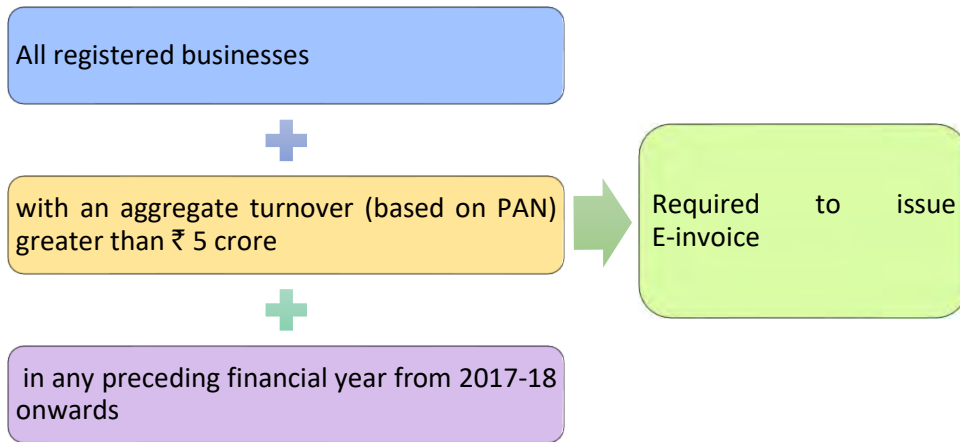 All registered businesses
with an aggregate turnover (based on PAN)
greater than ₹ 5 crore
in any preceding financial year from 2017-18
onwards
Required to issue
E-invoice